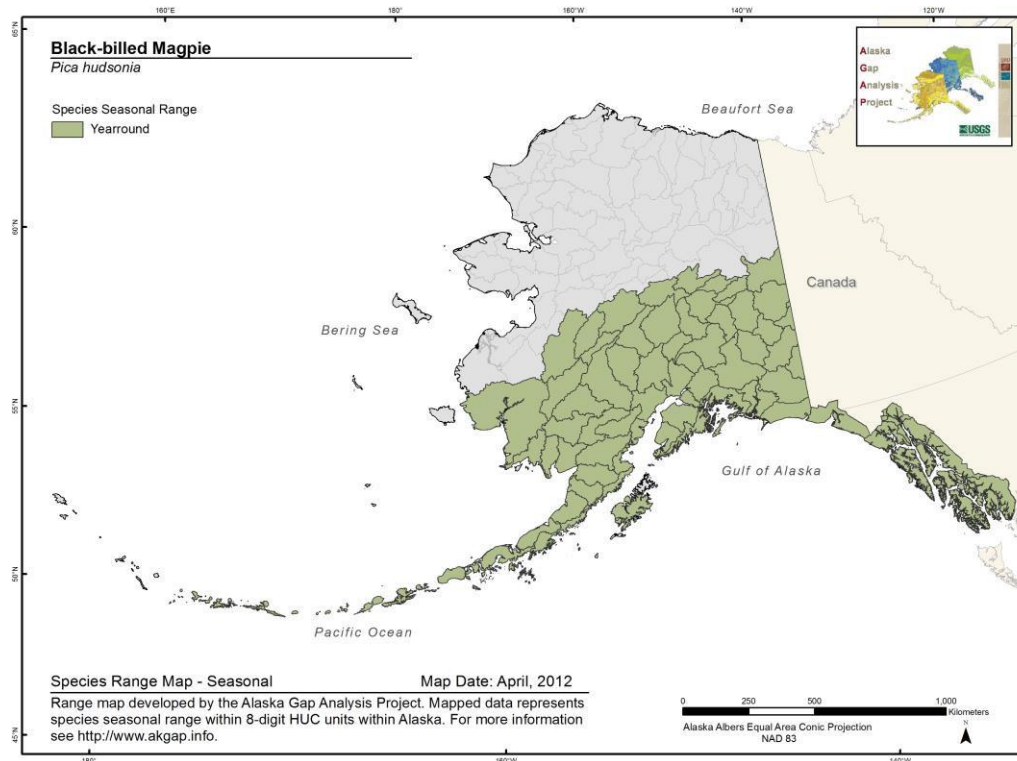 160°E
180°
160°W
140°W
120°W
65°N
60°N
55°N
50°N
45°N
Black-billed Magpie
Pica hudsonia
Species Seasonal Range
Yearround
Alaska
Gap
Analysis
Project
USGS
Beaufort Sea
Canada
Bering Sea
Gulf of Alaska
Pacific Ocean
Species Range Map - Seasonal
Map Date: April, 2012
Range map developed by the Alaska Gap Analysis Project. Mapped data represents
species seasonal range within 8-digit HUC units within Alaska. For more information
see http://www.akgap.info.
0 250 500 1,000
Kilometers
Alaska Albers Equal Area Conic Projection
NAD 83
N
180°
160°W
140°W